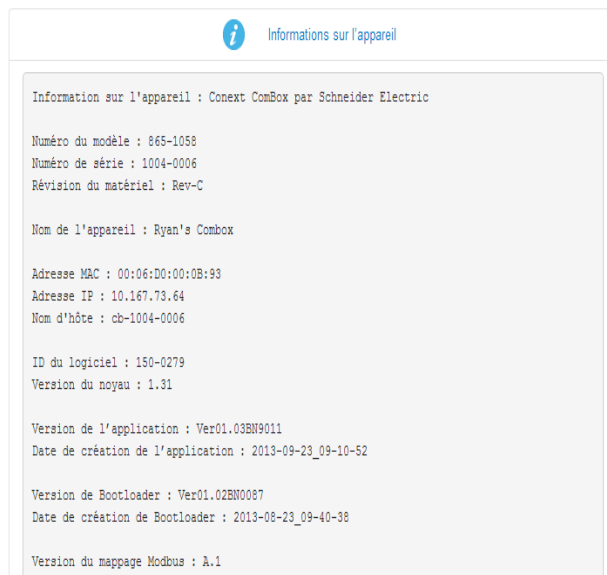 Informations sur l'appareil
Information sur l'appareil : Conext ComBox par Schneider Electric
Numéro du modèle : 865-1058
Numéro de série : 1004-0006
Révision du matériel : Rev-C
Nom de l'appareil : Ryan's Combox
Adresse MAC : 00:06:D0:00:0B:93
Adresse IP : 10.167.73.64
Nom d'hôte : cb-1004-0006
ID du logiciel : 150-0279
Version du noyau : 1.31
Version de l’application : Ver01.03BN9011
Date de création de l’application : 2013-09-23_09-10-52
Version de Bootloader : Ver01.02BN0087
Date de création de Bootloader : 2013-08-23_09-40-38
Version du mappage Modbus : A.1